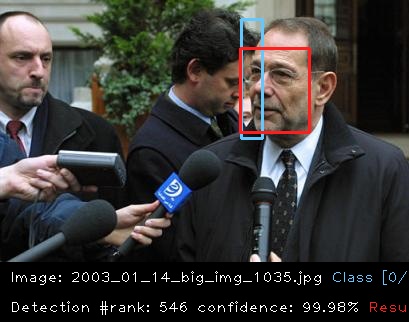 Image: 2003_01_14_big_img_1035.jpg Class [0/
Detection #rank: 546 confidence: 99.98% Resu